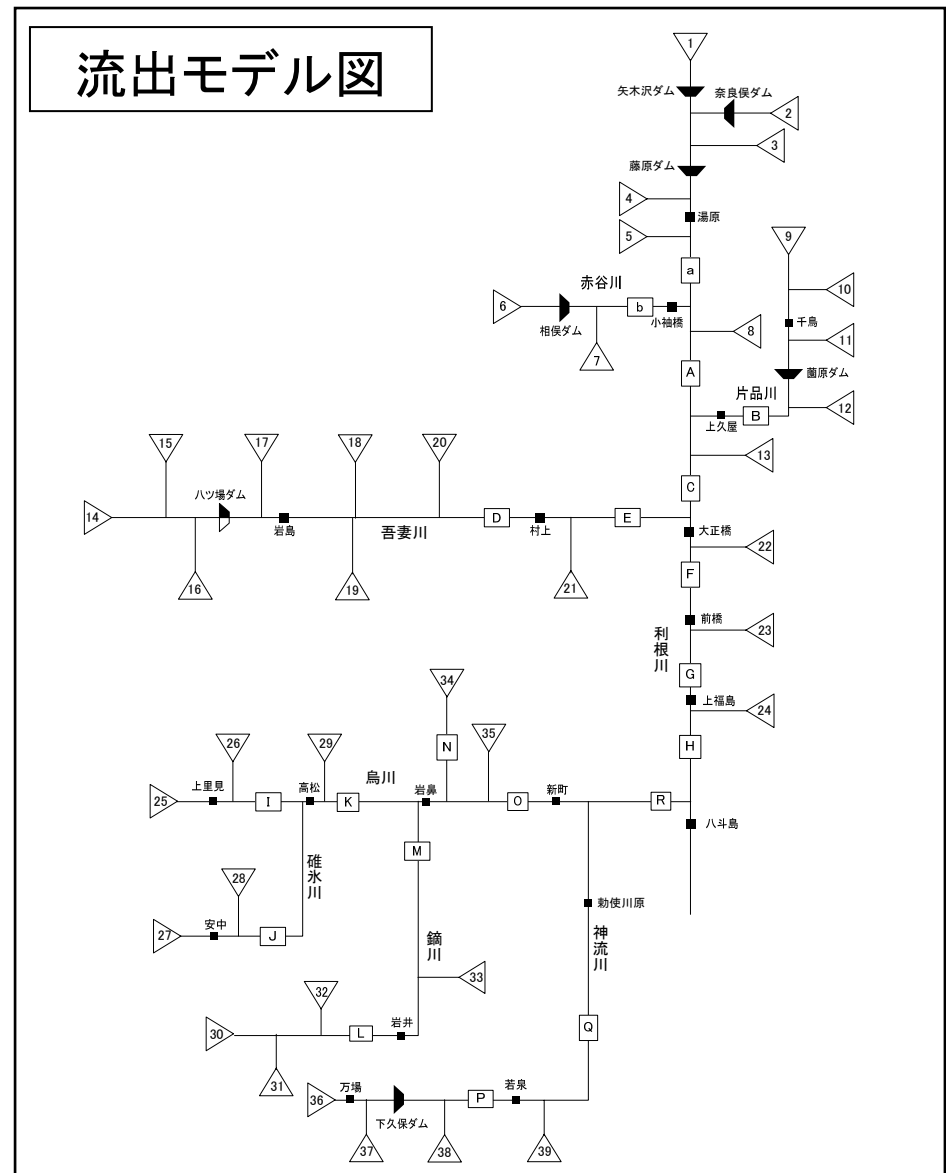 流出モデル図
1
矢木沢ダム
奈良俣ダム
2
3
藤原ダム
4
湯原
5
9
a
赤谷川
10
6
b
小袖橋
相俣ダム
7
8
千鳥
11
A
薗原ダム
片品川
12
上久屋
B
13
15
17
18
20
C
14
八ツ場ダム
岩島
吾妻川
D
村上
E
大正橋
16
19
21
22
F
前橋
23
利根川
G
34
上福島
24
35
N
H
26
29
上里見
高松
烏川
岩鼻
新町
25
I
K
O
R
八斗島
M
碓氷川
28
安中
27
J
勅使川原
鏑川
神流川
33
32
岩井
30
L
Q
31
万場
若泉
36
P
下久保ダム
37
38
39